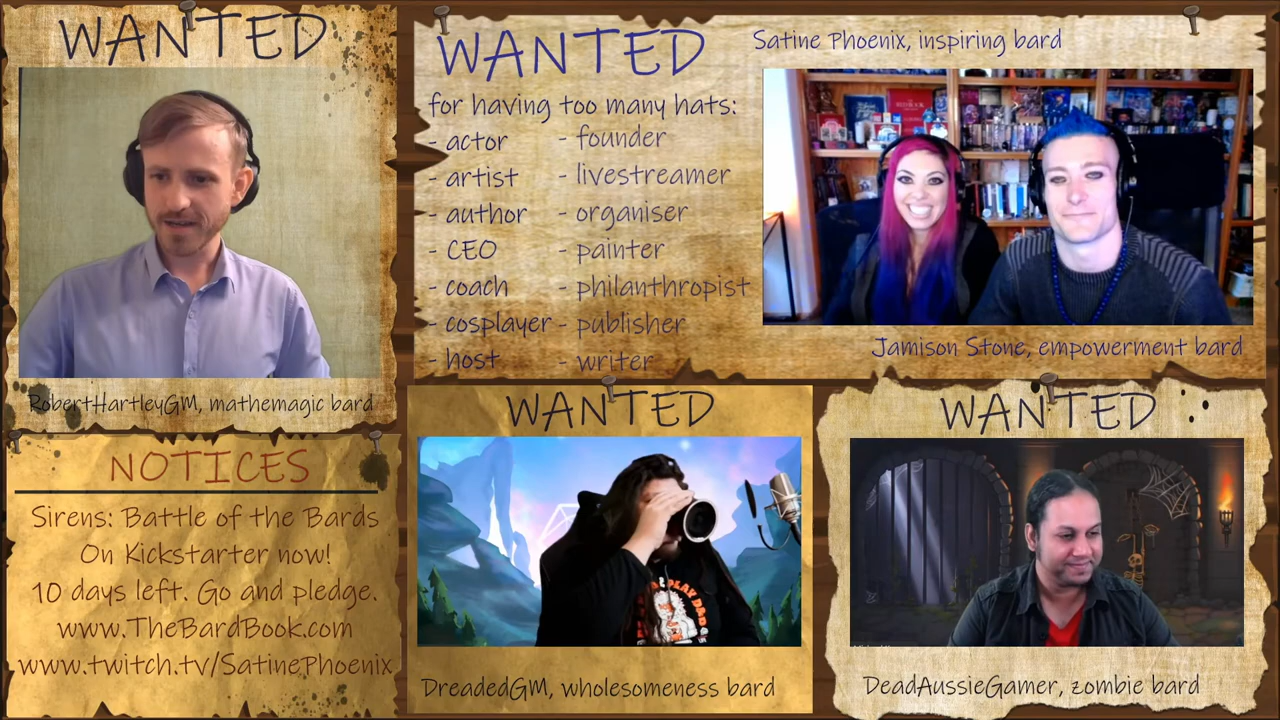 WANTED
RobertHartleyGM, mathemagic bard
NOTICES
Sirens: Battle of the Bards
On Kickstarter now!
10 days left. Go and pledge.
www.TheBardBook.com
www.twitch.tv/SatinePhoenix
WANTED
for having too many hats:
- actor
- artist
- author
- CEO
- coach
- cosplayer
- host
- founder
- livestreamer
- organiser
- painter
- philanthropist
- publisher
- writer
Satine Phoenix, inspiring bard
Jamison Stone, empowerment bard
WANTED
DreadedGM, wholesomeness bard
WANTED
DeadAussieGamer, zombie bard